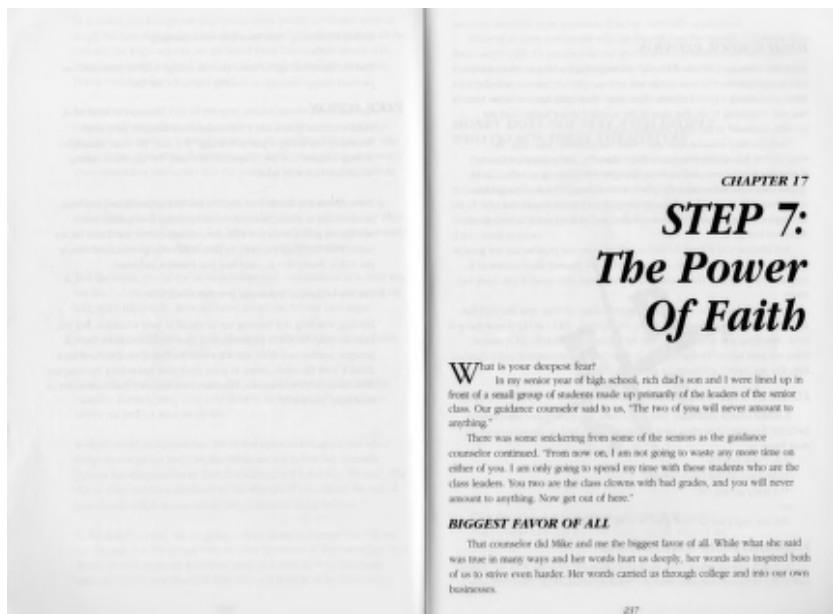 CHAPTER 17
STEP 7:
The Power
Of Faith
What is your deepest fear?
In my senior year of high school, rich dad's son and I were lined up in
front of a small group of students made up primarily of the leaders of the senior
class. Our guidance counselor said to us, "The two of you will never amount to
anything."
There was some snickering from some of the seniors as the guidance
counselor continued. "From now on, I am not going to waste any more time on
either of you. I am only going to spend my time with these students who are the
class leaders. You two are the class clowns with bad grades, and you will never
amount to anything. Now get out of here."
BIGGEST FAVOR OF ALL
That counselor did Mike and me the biggest favor of all. While what she said
was true in many ways and her words hurt us deeply, her words also inspired both
of us to strive even harder. Her words carried us through college and into our own
businesses.
237